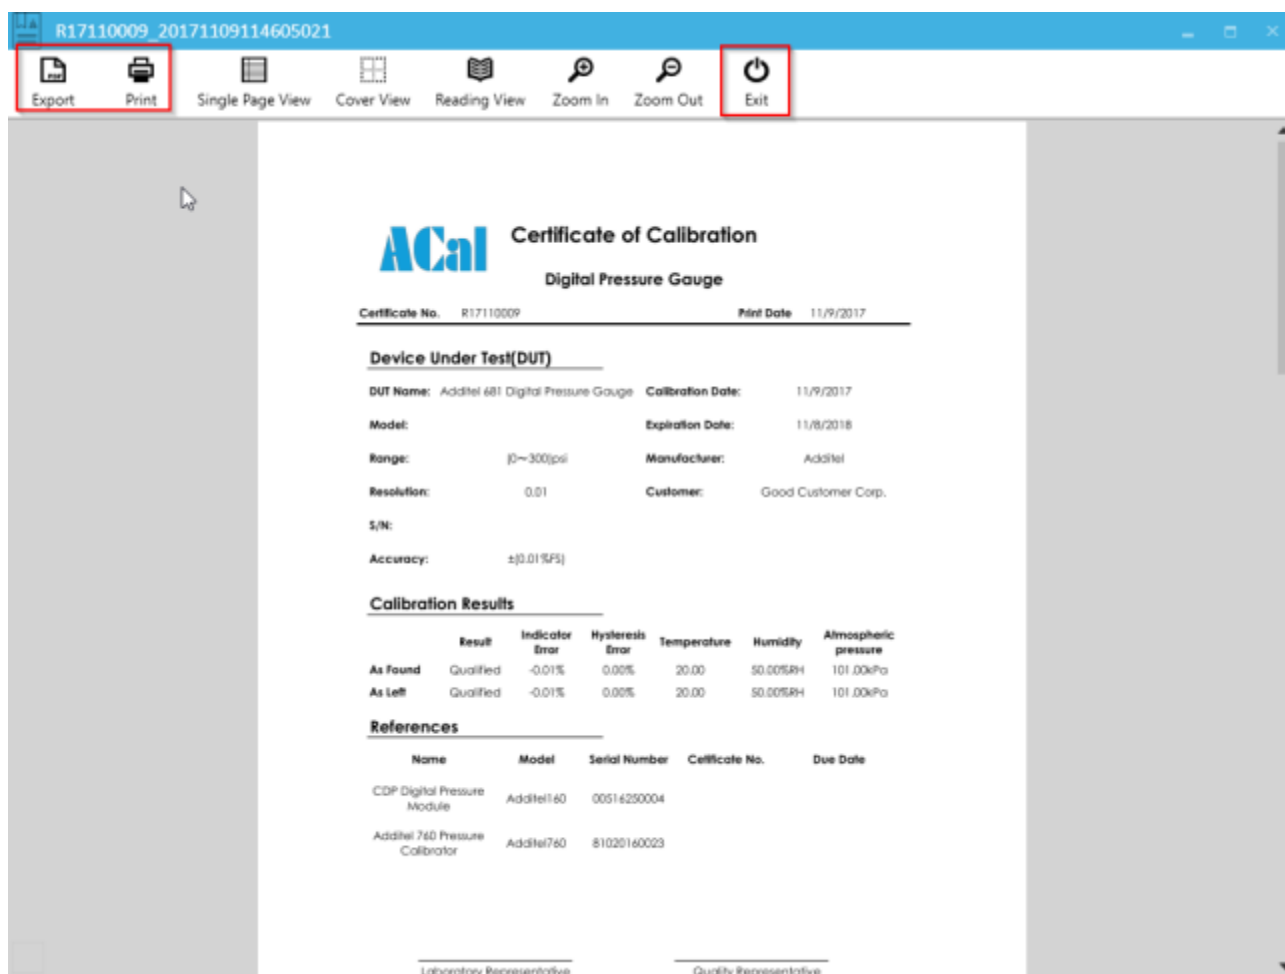 R17110009_20171109114605021
Export Print Single Page View Cover View Reading View Zoom In Zoom Out Exit
ACal
Certificate of Calibration
Digital Pressure Gauge
Certificate No. R17110009 Print Date 11/9/2017
Device Under Test(DUT)
DUT Name: Additel 681 Digital Pressure Gauge Calibration Date: 11/9/2017
Model: Expiration Date: 11/8/2018
Range: (0~300)psi Manufacturer: Additel
Resolution: 0.01 Customer: Good Customer Corp.
S/N:
Accuracy: ±(0.01%FS)
Calibration Results
Result Indicator Error Hysteresis Error Temperature Humidity Atmospheric pressure
As Found Qualified -0.01% 0.00% 20.00 50.00%RH 101.00kPa
As Left Qualified -0.01% 0.00% 20.00 50.00%RH 101.00kPa
References
Name Model Serial Number Cetificate No. Due Date
CDP Digital Pressure Module Additel160 00516250004
Additel 760 Pressure Calibrator Additel760 81020160023
Laboratory Representative Quality Representative